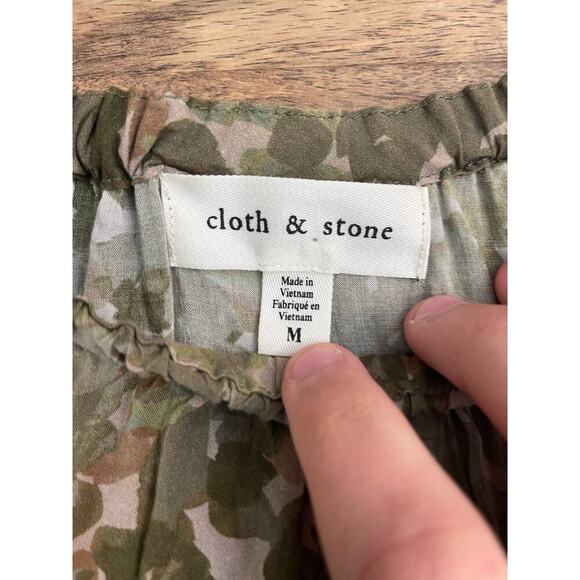 cloth & stone
Made in
Vietnam
Fabriqué en
Vietnam
M